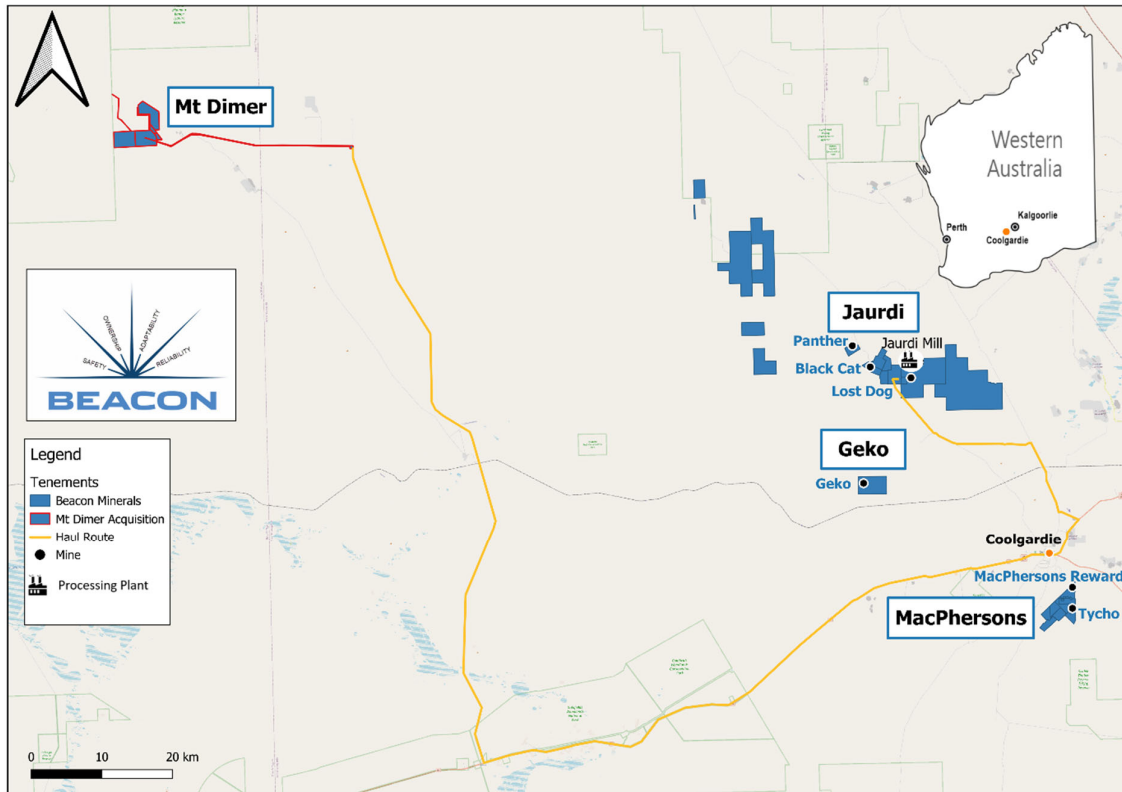 Mt Dimer
Western
Australia
Perth
Kalgoorlie
Coolgardie
OWNERSHIP
ADAPTABILITY
SAFETY
RELIABILITY
BEACON
Jaurdi
Panther
Jaurdi Mill
Black Cat
Lost Dog
Geko
Geko
Legend
Tenements
Beacon Minerals
Mt Dimer Acquisition
Haul Route
Mine
Processing Plant
Coolgardie
MacPhersons Reward
MacPhersons
Tycho
0 10 20 km